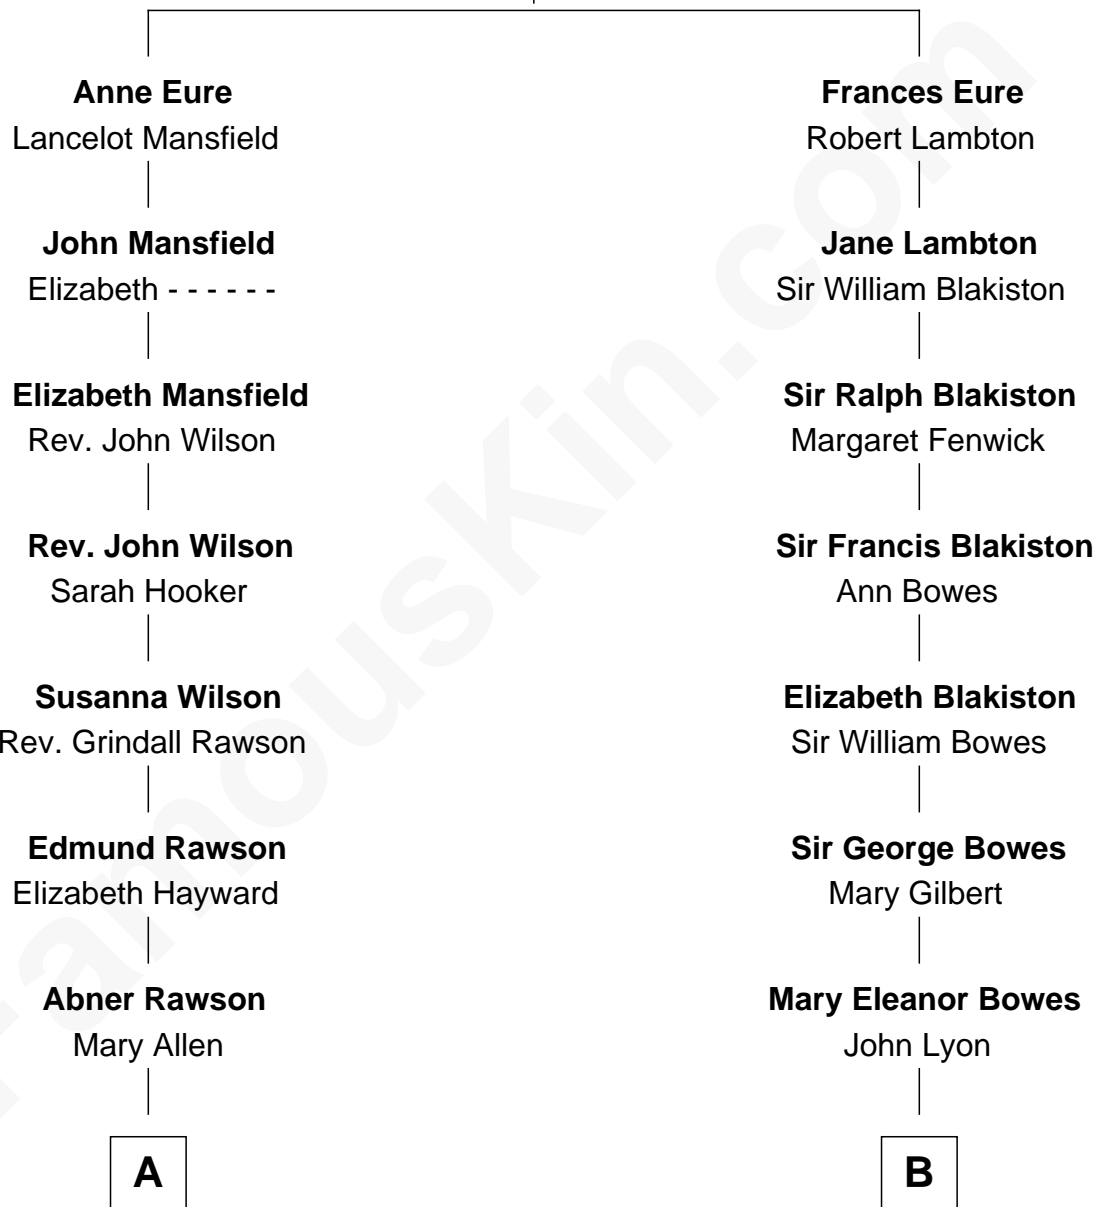 Anne Eure
Lancelot Mansfield
John Mansfield
Elizabeth - - - - - -
Elizabeth Mansfield
Rev. John Wilson
Rev. John Wilson
Sarah Hooker
Susanna Wilson
Rev. Grindall Rawson
Edmund Rawson
Elizabeth Hayward
Abner Rawson
Mary Allen
A
Frances Eure
Robert Lambton
Jane Lambton
Sir William Blakiston
Sir Ralph Blakiston
Margaret Fenwick
Sir Francis Blakiston
Ann Bowes
Elizabeth Blakiston
Sir William Bowes
Sir George Bowes
Mary Gilbert
Mary Eleanor Bowes
John Lyon
B
FamousKin.com